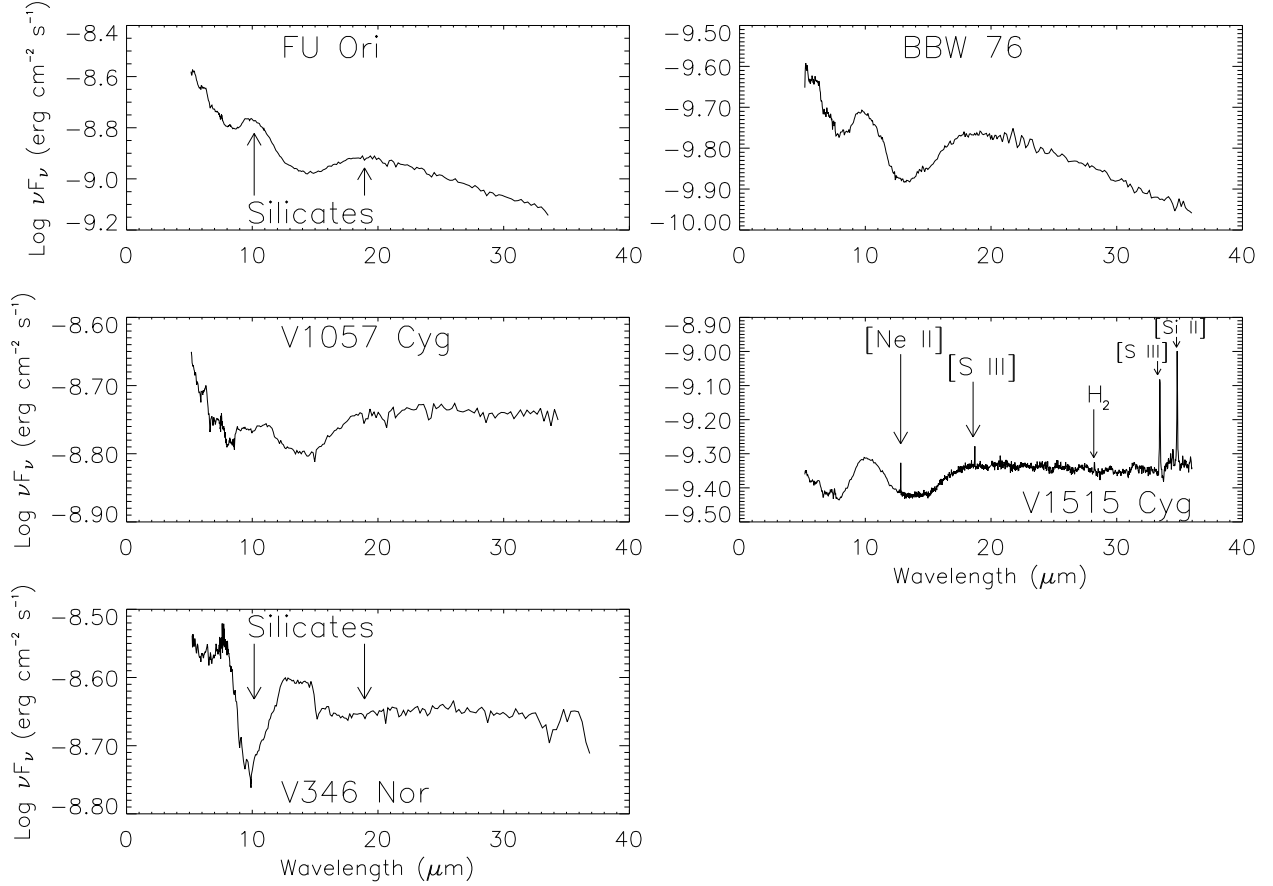 FU Ori
Log νFν (erg cm⁻² s⁻¹)
−8.4
−8.6
−8.8
−9.0
−9.2
Silicates
0 10 20 30 40
BBW 76
−9.50
−9.60
−9.70
−9.80
−9.90
−10.00
0 10 20 30 40
V1057 Cyg
Log νFν (erg cm⁻² s⁻¹)
−8.60
−8.70
−8.80
−8.90
0 10 20 30 40
−8.90
−9.00
−9.10
−9.20
−9.30
−9.40
−9.50
[Ne II]
[S III]
H₂
[S III]
[Si II]
V1515 Cyg
0 10 20 30 40
Wavelength (μm)
Log νFν (erg cm⁻² s⁻¹)
−8.50
−8.60
−8.70
−8.80
Silicates
V346 Nor
0 10 20 30 40
Wavelength (μm)